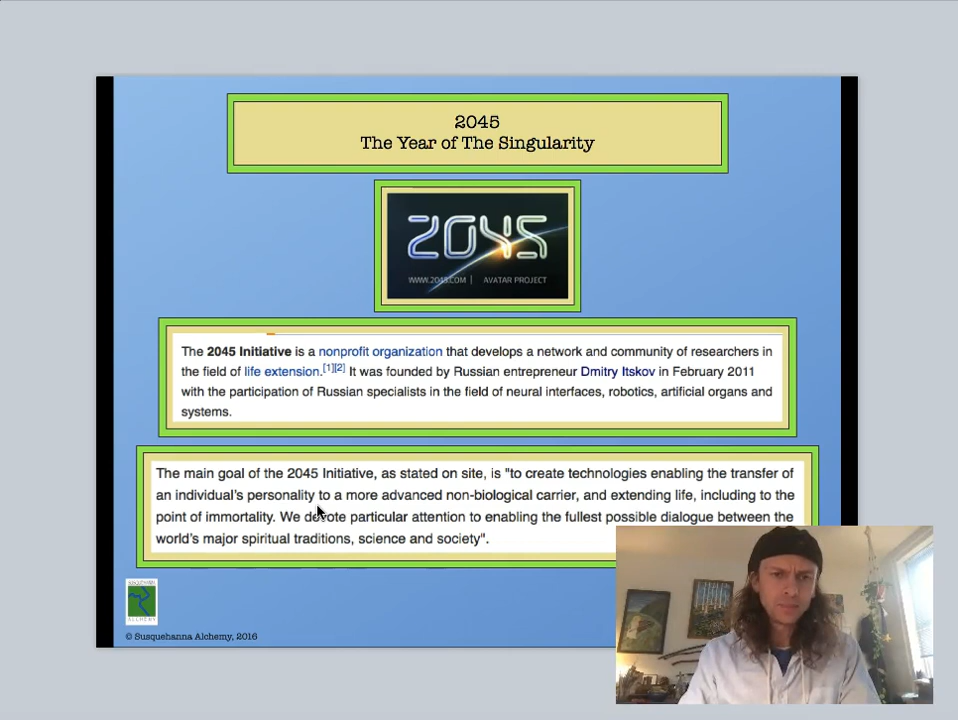 2045
The Year of The Singularity
2045
WWW.2045.COM | AVATAR PROJECT
The 2045 Initiative is a nonprofit organization that develops a network and community of researchers in
the field of life extension.[1][2] It was founded by Russian entrepreneur Dmitry Itskov in February 2011
with the participation of Russian specialists in the field of neural interfaces, robotics, artificial organs and
systems.
The main goal of the 2045 Initiative, as stated on site, is "to create technologies enabling the transfer of
an individual's personality to a more advanced non-biological carrier, and extending life, including to the
point of immortality. We devote particular attention to enabling the fullest possible dialogue between the
world's major spiritual traditions, science and society".
SUSQUEHANNA
ALCHEMY
© Susquehanna Alchemy, 2016